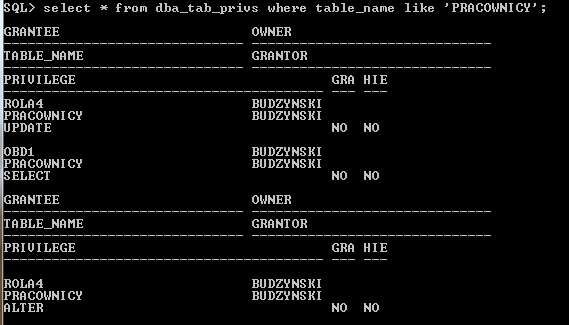 SQL> select * from dba_tab_privs where table_name like 'PRACOWNICY';
GRANTEE OWNER
TABLE_NAME GRANTOR
PRIVILEGE GRA HIE
ROLA4 BUDZYNSKI
PRACOWNICY BUDZYNSKI
UPDATE NO NO
OBD1 BUDZYNSKI
PRACOWNICY BUDZYNSKI
SELECT NO NO
GRANTEE OWNER
TABLE_NAME GRANTOR
PRIVILEGE GRA HIE
ROLA4 BUDZYNSKI
PRACOWNICY BUDZYNSKI
ALTER NO NO